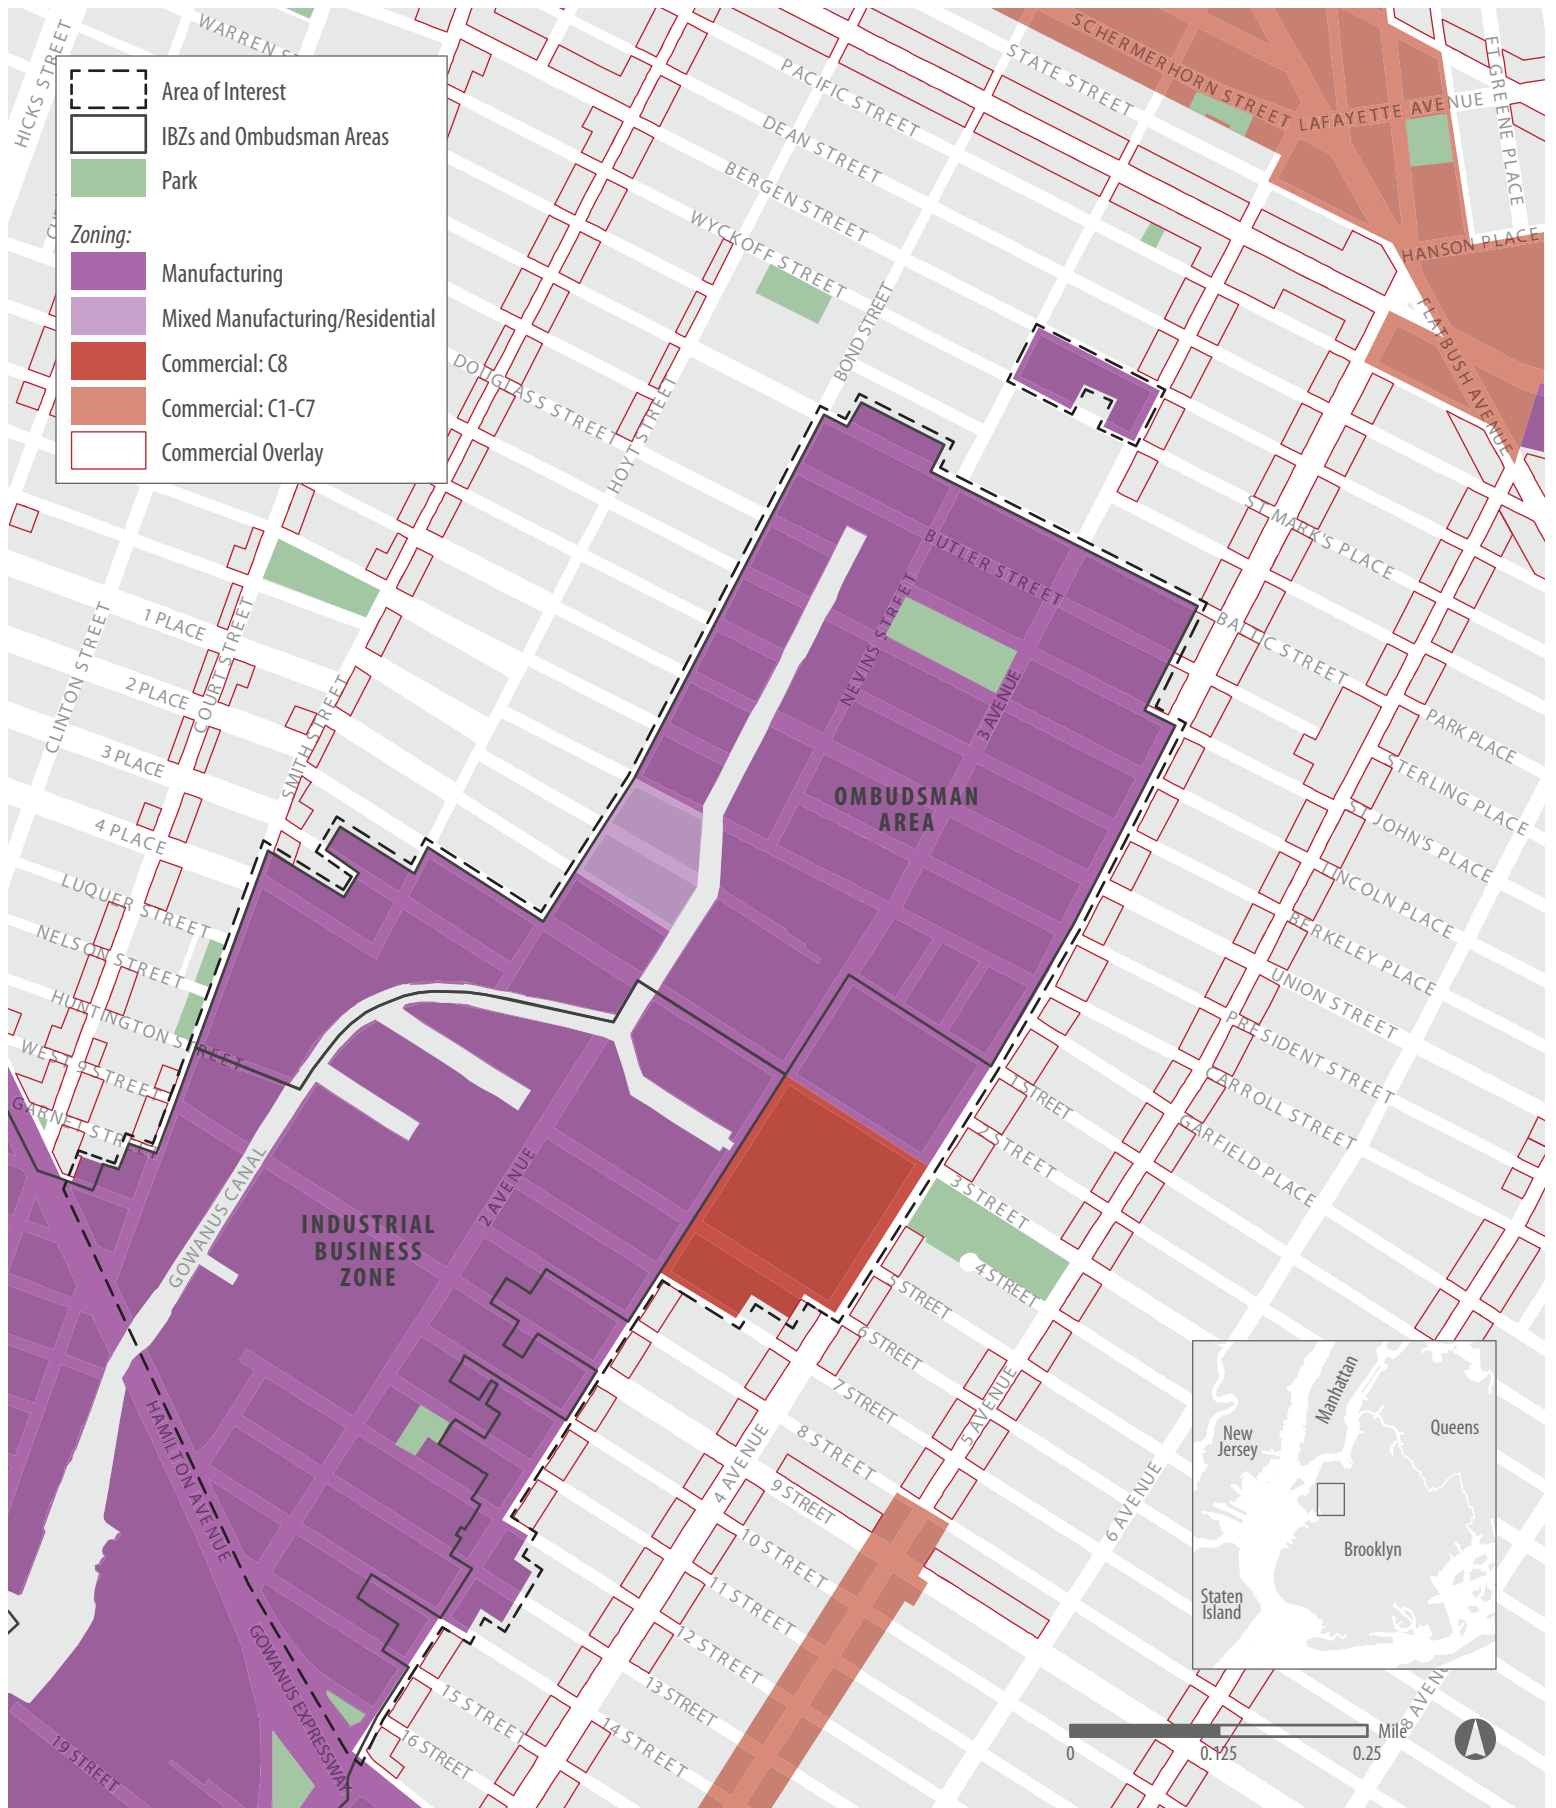 WARREN S
HICKS STREET
Area of Interest
IBZs and Ombudsman Areas
Park
Zoning:
Manufacturing
Mixed Manufacturing/Residential
Commercial: C8
Commercial: C1-C7
Commercial Overlay
SCHERMERHORN STREET
STATE STREET
LAFAYETTE AVENUE
FT GREENE PLACE
PACIFIC STREET
DEAN STREET
BERGEN STREET
WYCKOFF STREET
HANSON PLACE
FLATBUSH AVENUE
BOND STREET
DOUGLASS STREET
HOYT STREET
ST MARK'S PLACE
BUTLER STREET
NEVINS STREET
3 AVENUE
BALTIC STREET
1 PLACE
2 PLACE
3 PLACE
4 PLACE
CLINTON STREET
COURT STREET
SMITH STREET
PARK PLACE
STERLING PLACE
ST JOHN'S PLACE
LINCOLN PLACE
BERKELEY PLACE
UNION STREET
PRESIDENT STREET
CARROLL STREET
GARFIELD PLACE
OMBUDSMAN
AREA
LUQUER STREET
NELSON STREET
HUNTINGTON STREET
WEST 9 STREET
GARNET STREET
1 STREET
2 STREET
3 STREET
4 STREET
5 STREET
6 STREET
7 STREET
8 STREET
9 STREET
10 STREET
11 STREET
12 STREET
13 STREET
14 STREET
15 STREET
16 STREET
19 STREET
GOWANUS CANAL
2 AVENUE
INDUSTRIAL
BUSINESS
ZONE
HAMILTON AVENUE
GOWANUS EXPRESSWAY
4 AVENUE
5 AVENUE
6 AVENUE
8 AVENU
Manhattan
New
Jersey
Queens
Brooklyn
Staten
Island
Mile
0
0.125
0.25